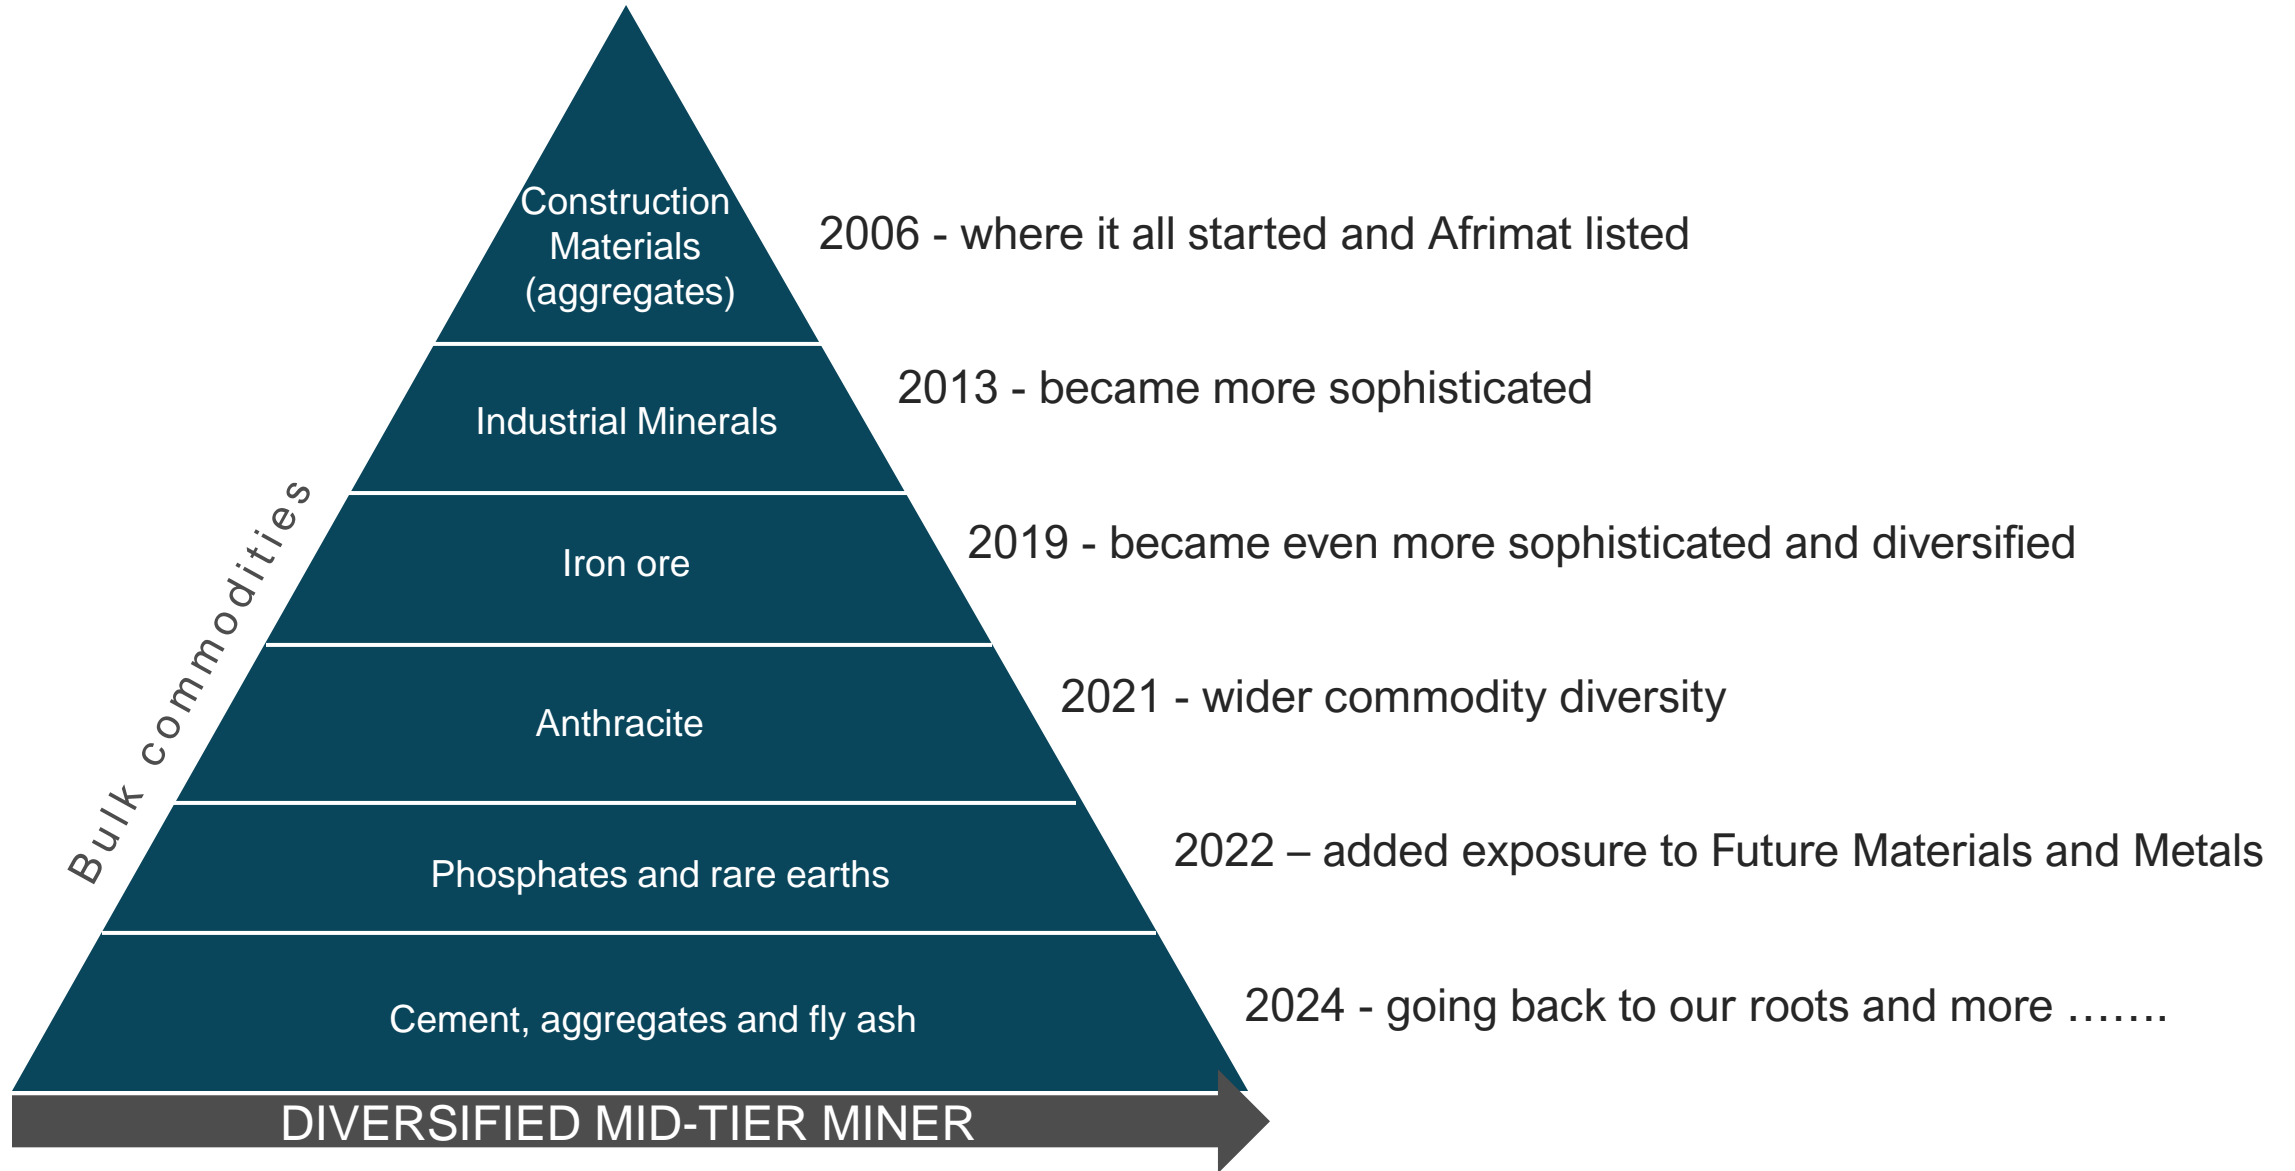 Construction
Materials
(aggregates)
2006 - where it all started and Afrimat listed
Industrial Minerals
2013 - became more sophisticated
Iron ore
2019 - became even more sophisticated and diversified
Anthracite
2021 - wider commodity diversity
Phosphates and rare earths
2022 – added exposure to Future Materials and Metals
Cement, aggregates and fly ash
2024 - going back to our roots and more …….
Bulk commodities
DIVERSIFIED MID-TIER MINER